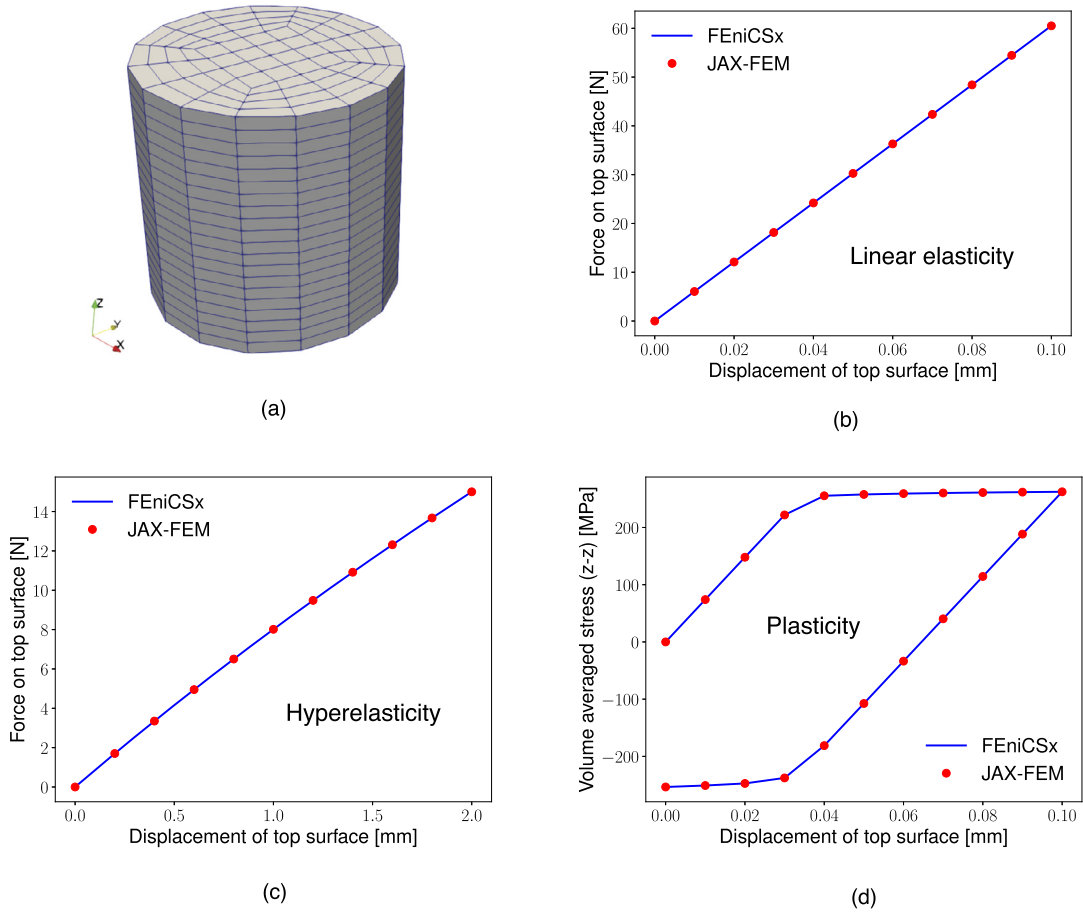 Z
Y
X
(a)
FEniCSx
JAX-FEM
Force on top surface [N]
60
50
40
30
20
10
0
Linear elasticity
0.00 0.02 0.04 0.06 0.08 0.10
Displacement of top surface [mm]
(b)
FEniCSx
JAX-FEM
Force on top surface [N]
14
12
10
8
6
4
2
0
Hyperelasticity
0.0 0.5 1.0 1.5 2.0
Displacement of top surface [mm]
(c)
Volume averaged stress (z-z) [MPa]
200
100
0
−100
−200
Plasticity
FEniCSx
JAX-FEM
0.00 0.02 0.04 0.06 0.08 0.10
Displacement of top surface [mm]
(d)